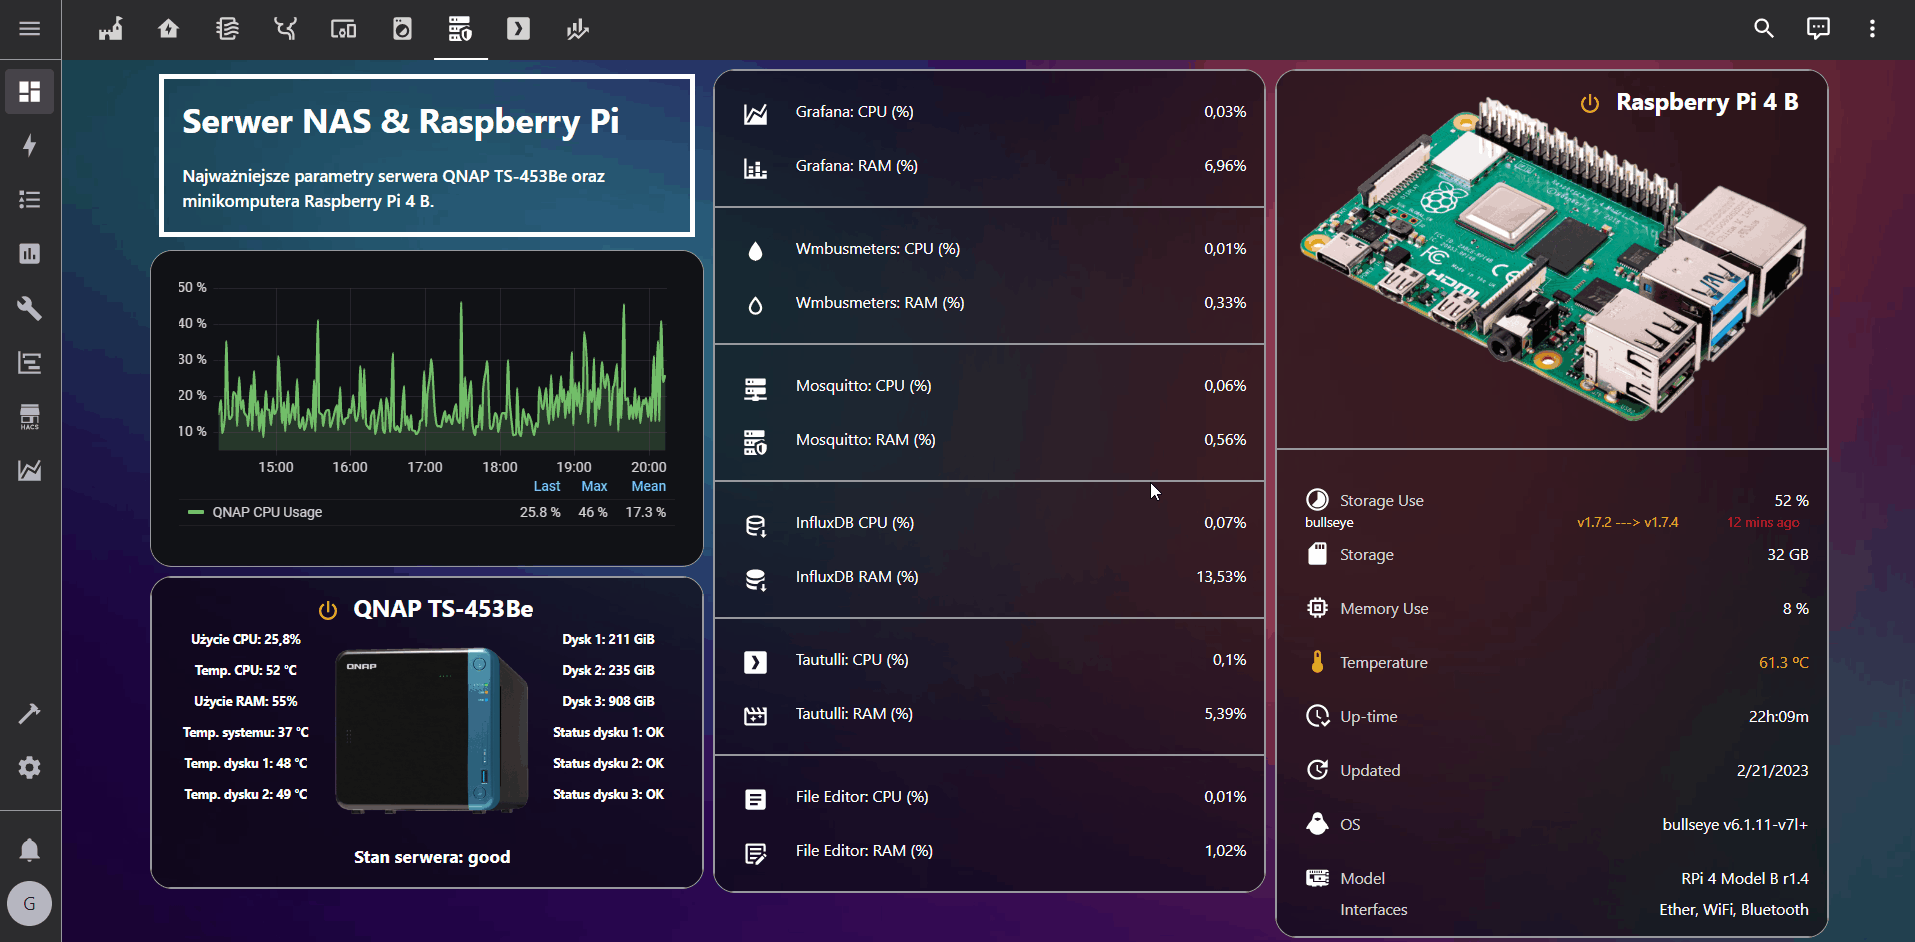 HACS
G
Serwer NAS & Raspberry Pi
Najważniejsze parametry serwera QNAP TS-453Be oraz
minikomputera Raspberry Pi 4 B.
50 %
40 %
30 %
20 %
10 %
15:00 16:00 17:00 18:00 19:00 20:00
Last Max Mean
QNAP CPU Usage 25.8 % 46 % 17.3 %
QNAP TS-453Be
Użycie CPU: 25,8%
Temp. CPU: 52 °C
Użycie RAM: 55%
Temp. systemu: 37 °C
Temp. dysku 1: 48 °C
Temp. dysku 2: 49 °C
QNAP
Dysk 1: 211 GiB
Dysk 2: 235 GiB
Dysk 3: 908 GiB
Status dysku 1: OK
Status dysku 2: OK
Status dysku 3: OK
Stan serwera: good
Grafana: CPU (%) 0,03%
Grafana: RAM (%) 6,96%
Wmbusmeters: CPU (%) 0,01%
Wmbusmeters: RAM (%) 0,33%
Mosquitto: CPU (%) 0,06%
Mosquitto: RAM (%) 0,56%
InfluxDB CPU (%) 0,07%
InfluxDB RAM (%) 13,53%
Tautulli: CPU (%) 0,1%
Tautulli: RAM (%) 5,39%
File Editor: CPU (%) 0,01%
File Editor: RAM (%) 1,02%
Raspberry Pi 4 B
FC CE
HDMI
Storage Use 52 %
bullseye v1.7.2 ---> v1.7.4 12 mins ago
Storage 32 GB
Memory Use 8 %
Temperature 61.3 ºC
Up-time 22h:09m
Updated 2/21/2023
OS bullseye v6.1.11-v7l+
Model RPi 4 Model B r1.4
Interfaces Ether, WiFi, Bluetooth